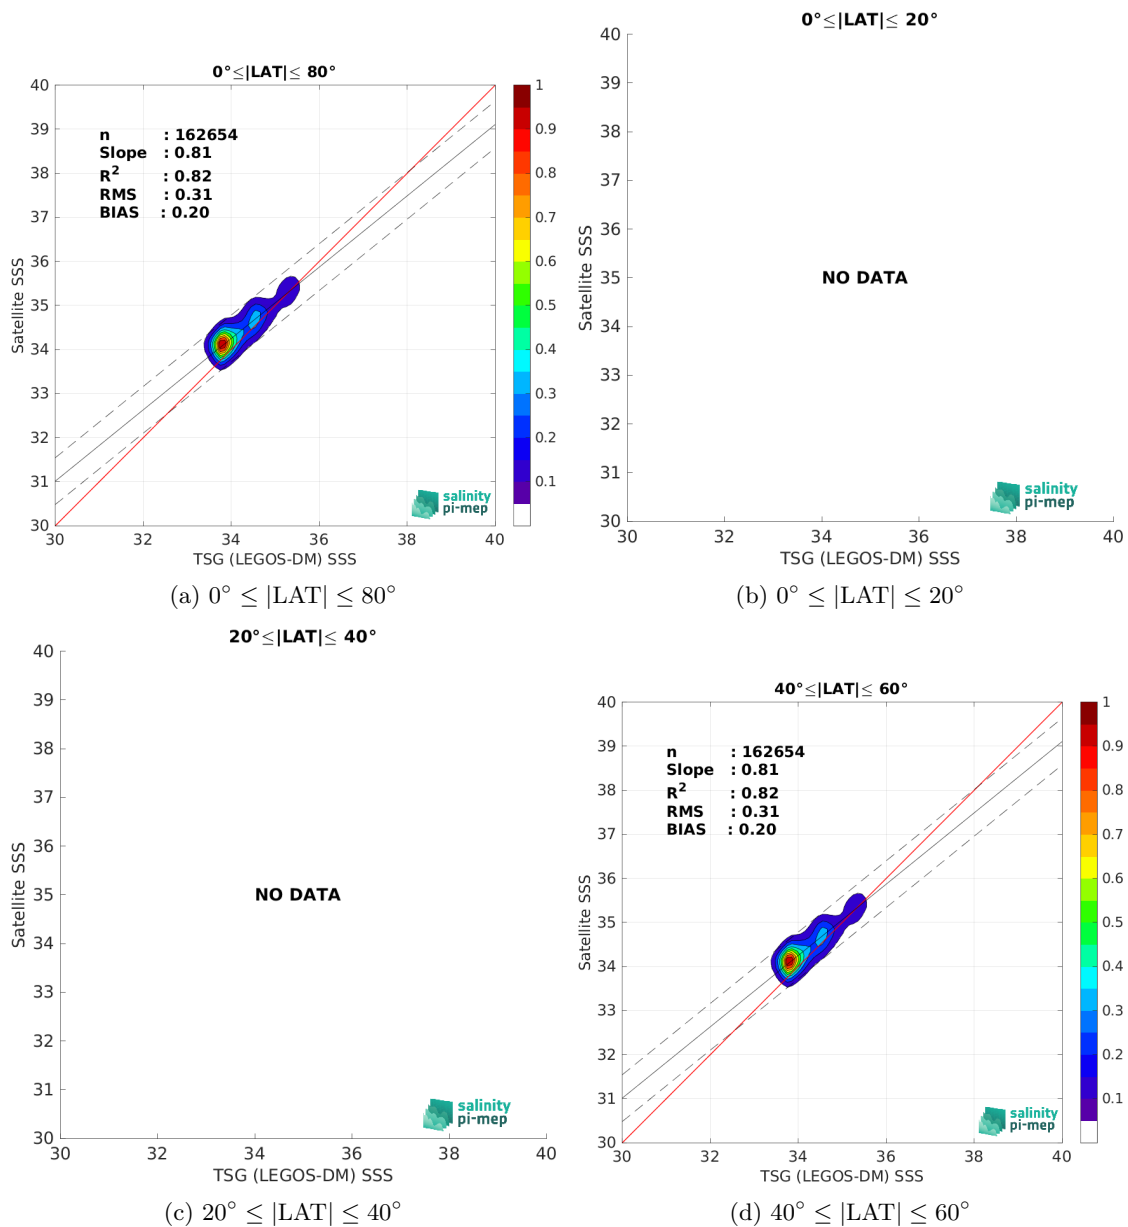 0°≤|LAT|≤ 80°
40
39
38
37
36
35
34
33
32
31
30
Satellite SSS
n : 162654
Slope : 0.81
R² : 0.82
RMS : 0.31
BIAS : 0.20
salinity
pi-mep
30 32 34 36 38 40
TSG (LEGOS-DM) SSS
1
0.9
0.8
0.7
0.6
0.5
0.4
0.3
0.2
0.1
(a) 0° ≤ |LAT| ≤ 80°
0°≤|LAT|≤ 20°
40
39
38
37
36
35
34
33
32
31
30
Satellite SSS
NO DATA
salinity
pi-mep
30 32 34 36 38 40
TSG (LEGOS-DM) SSS
(b) 0° ≤ |LAT| ≤ 20°
20°≤|LAT|≤ 40°
40
39
38
37
36
35
34
33
32
31
30
Satellite SSS
NO DATA
salinity
pi-mep
30 32 34 36 38 40
TSG (LEGOS-DM) SSS
(c) 20° ≤ |LAT| ≤ 40°
40°≤|LAT|≤ 60°
40
39
38
37
36
35
34
33
32
31
30
Satellite SSS
n : 162654
Slope : 0.81
R² : 0.82
RMS : 0.31
BIAS : 0.20
salinity
pi-mep
30 32 34 36 38 40
TSG (LEGOS-DM) SSS
1
0.9
0.8
0.7
0.6
0.5
0.4
0.3
0.2
0.1
(d) 40° ≤ |LAT| ≤ 60°